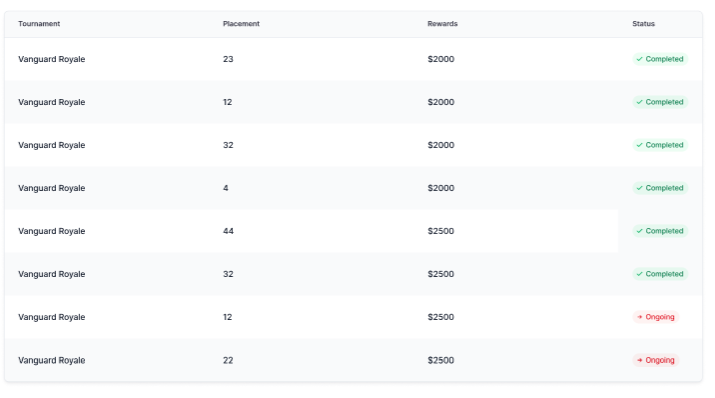 Tournament Placement Rewards Status
Vanguard Royale 23 $2000 Completed
Vanguard Royale 12 $2000 Completed
Vanguard Royale 32 $2000 Completed
Vanguard Royale 4 $2000 Completed
Vanguard Royale 44 $2500 Completed
Vanguard Royale 32 $2500 Completed
Vanguard Royale 12 $2500 Ongoing
Vanguard Royale 22 $2500 Ongoing